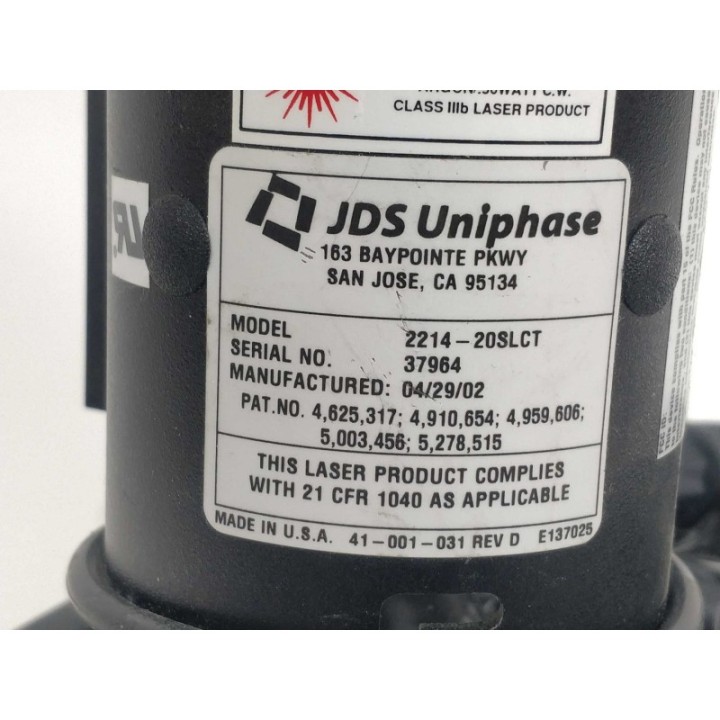 CLASS IIIb LASER PRODUCT
JDS Uniphase
163 BAYPOINTE PKWY
SAN JOSE, CA 95134
MODEL 2214-20SLCT
SERIAL NO. 37964
MANUFACTURED: 04/29/02
PAT.NO. 4,625,317; 4,910,654; 4,959,606;
5,003,456; 5,278,515
THIS LASER PRODUCT COMPLIES
WITH 21 CFR 1040 AS APPLICABLE
MADE IN U.S.A. 41-001-031 REV D E137025